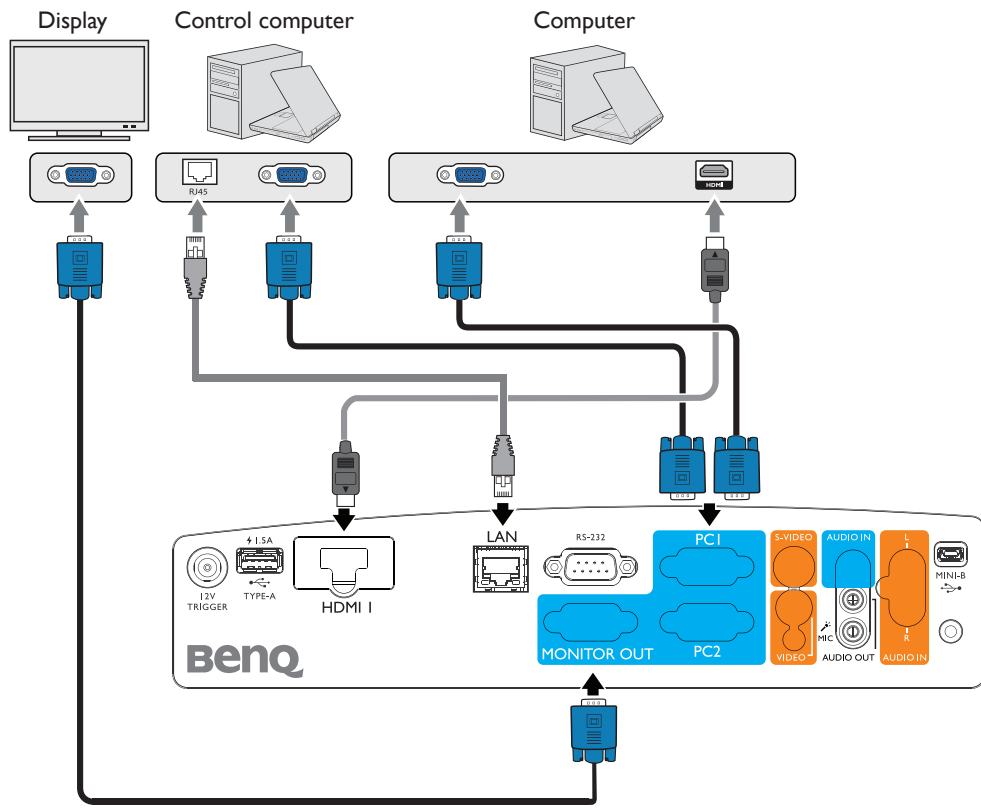 Display
Control computer
Computer
RJ45
HDMI
LAN
RS-232
PC1
S-VIDEO
AUDIO IN
L
1.5A
12V
TRIGGER
TYPE-A
HDMI 1
MINI-B
MONITOR OUT
PC2
VIDEO
MIC
AUDIO OUT
R
AUDIO IN
BenQ